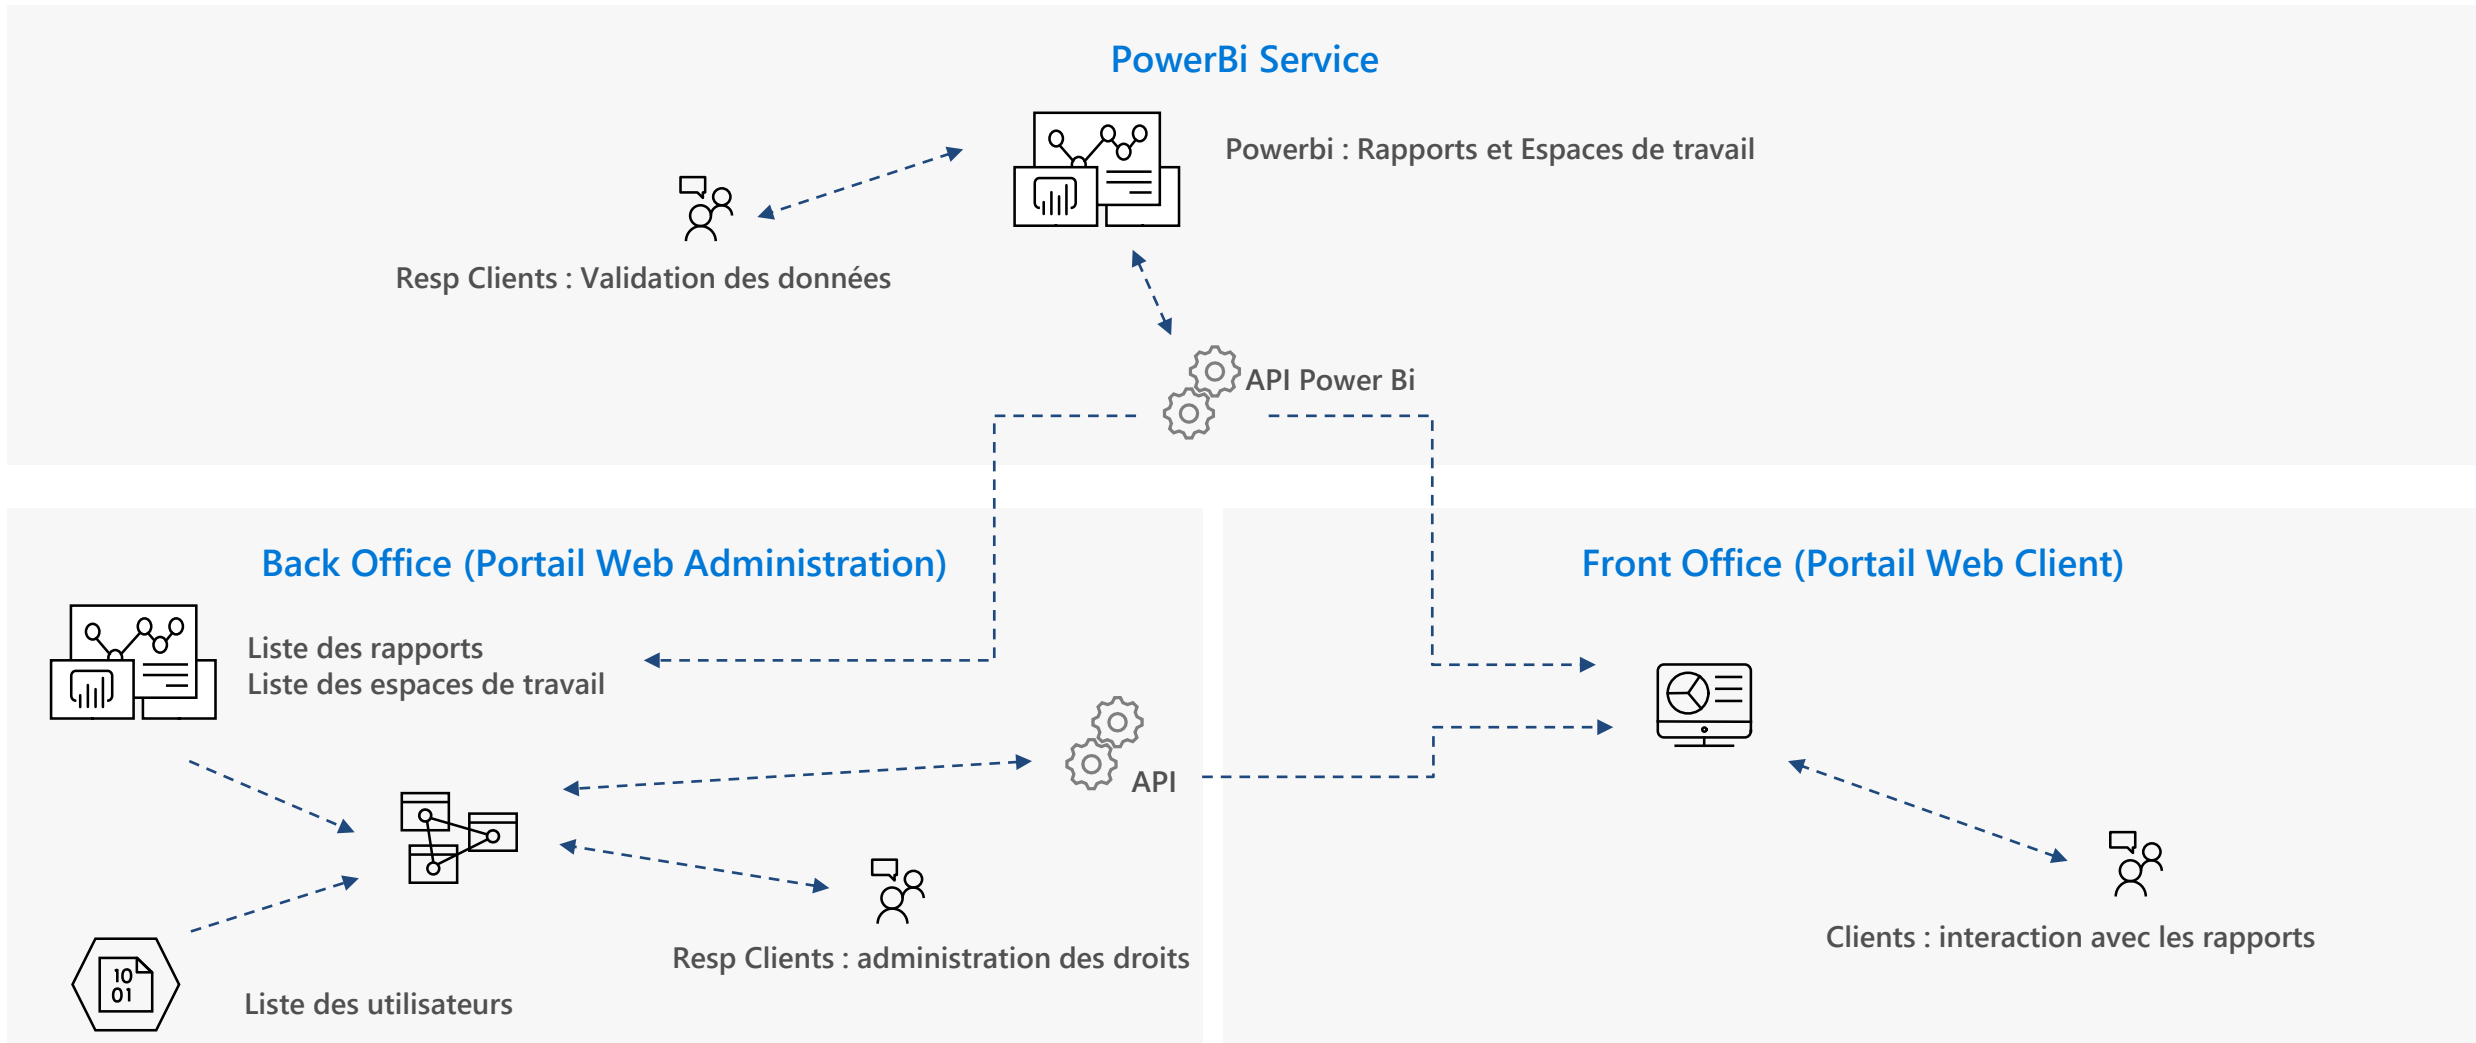 PowerBi Service
Powerbi : Rapports et Espaces de travail
Resp Clients : Validation des données
API Power Bi
Back Office (Portail Web Administration)
Liste des rapports
Liste des espaces de travail
API
Resp Clients : administration des droits
10
01
Liste des utilisateurs
Front Office (Portail Web Client)
Clients : interaction avec les rapports